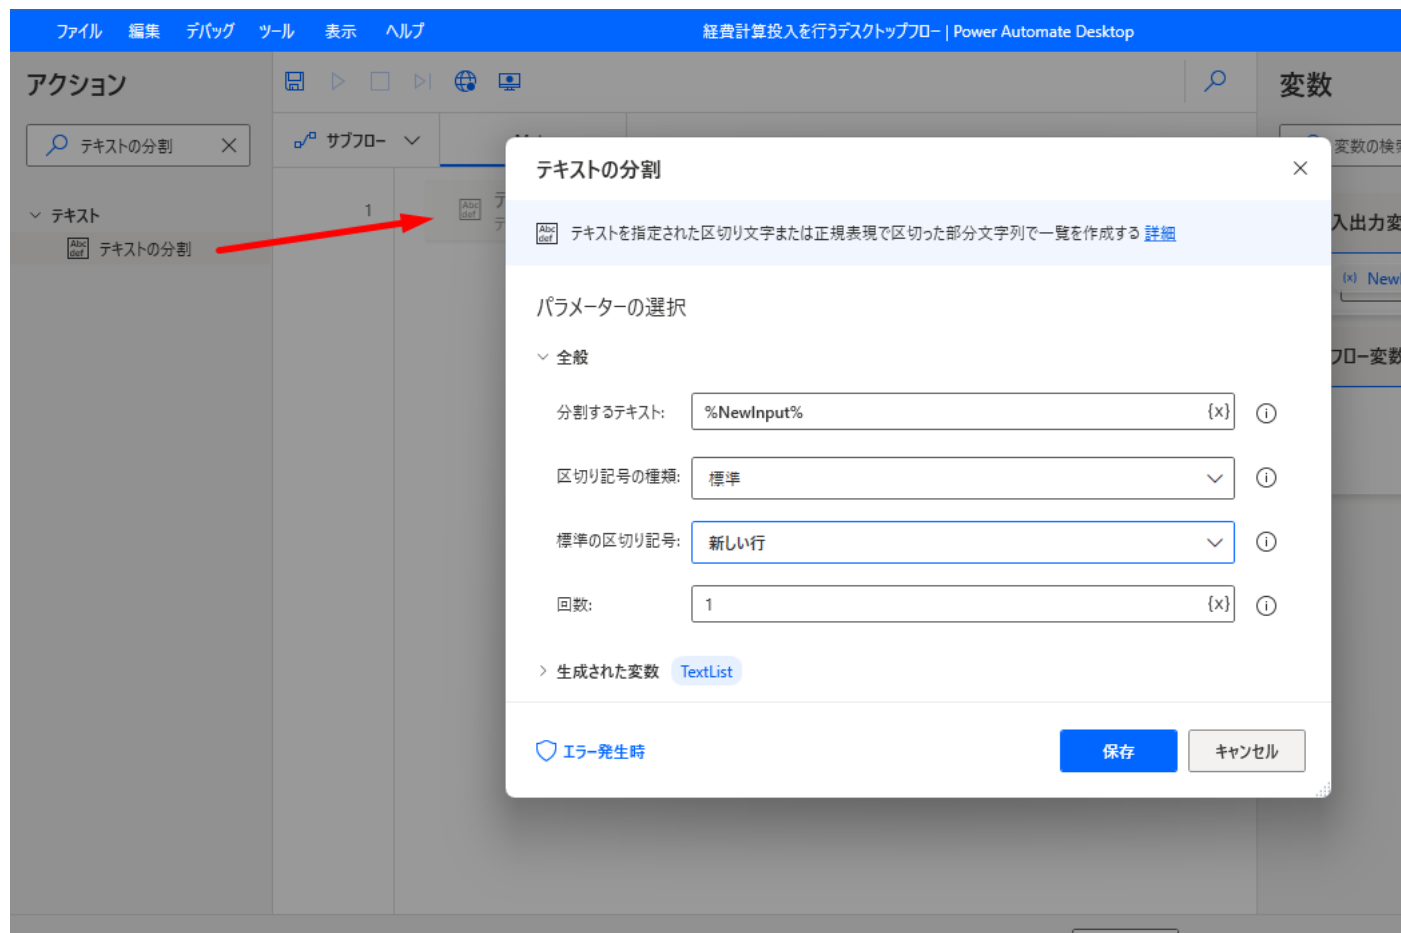 ファイル 編集 デバッグ ツール 表示 ヘルプ 経費計算投入を行うデスクトップフロー | Power Automate Desktop
アクション
変数
テキストの分割
サブフロー
変数の検
テキスト
テキストの分割
1
Abc
def
入出力変
NewI
フロー変数
テキストの分割
テキストを指定された区切り文字または正規表現で区切った部分文字列で一覧を作成する 詳細
パラメーターの選択
全般
分割するテキスト: %NewInput% {x}
区切り記号の種類: 標準
標準の区切り記号: 新しい行
回数: 1 {x}
生成された変数 TextList
エラー発生時
保存
キャンセル